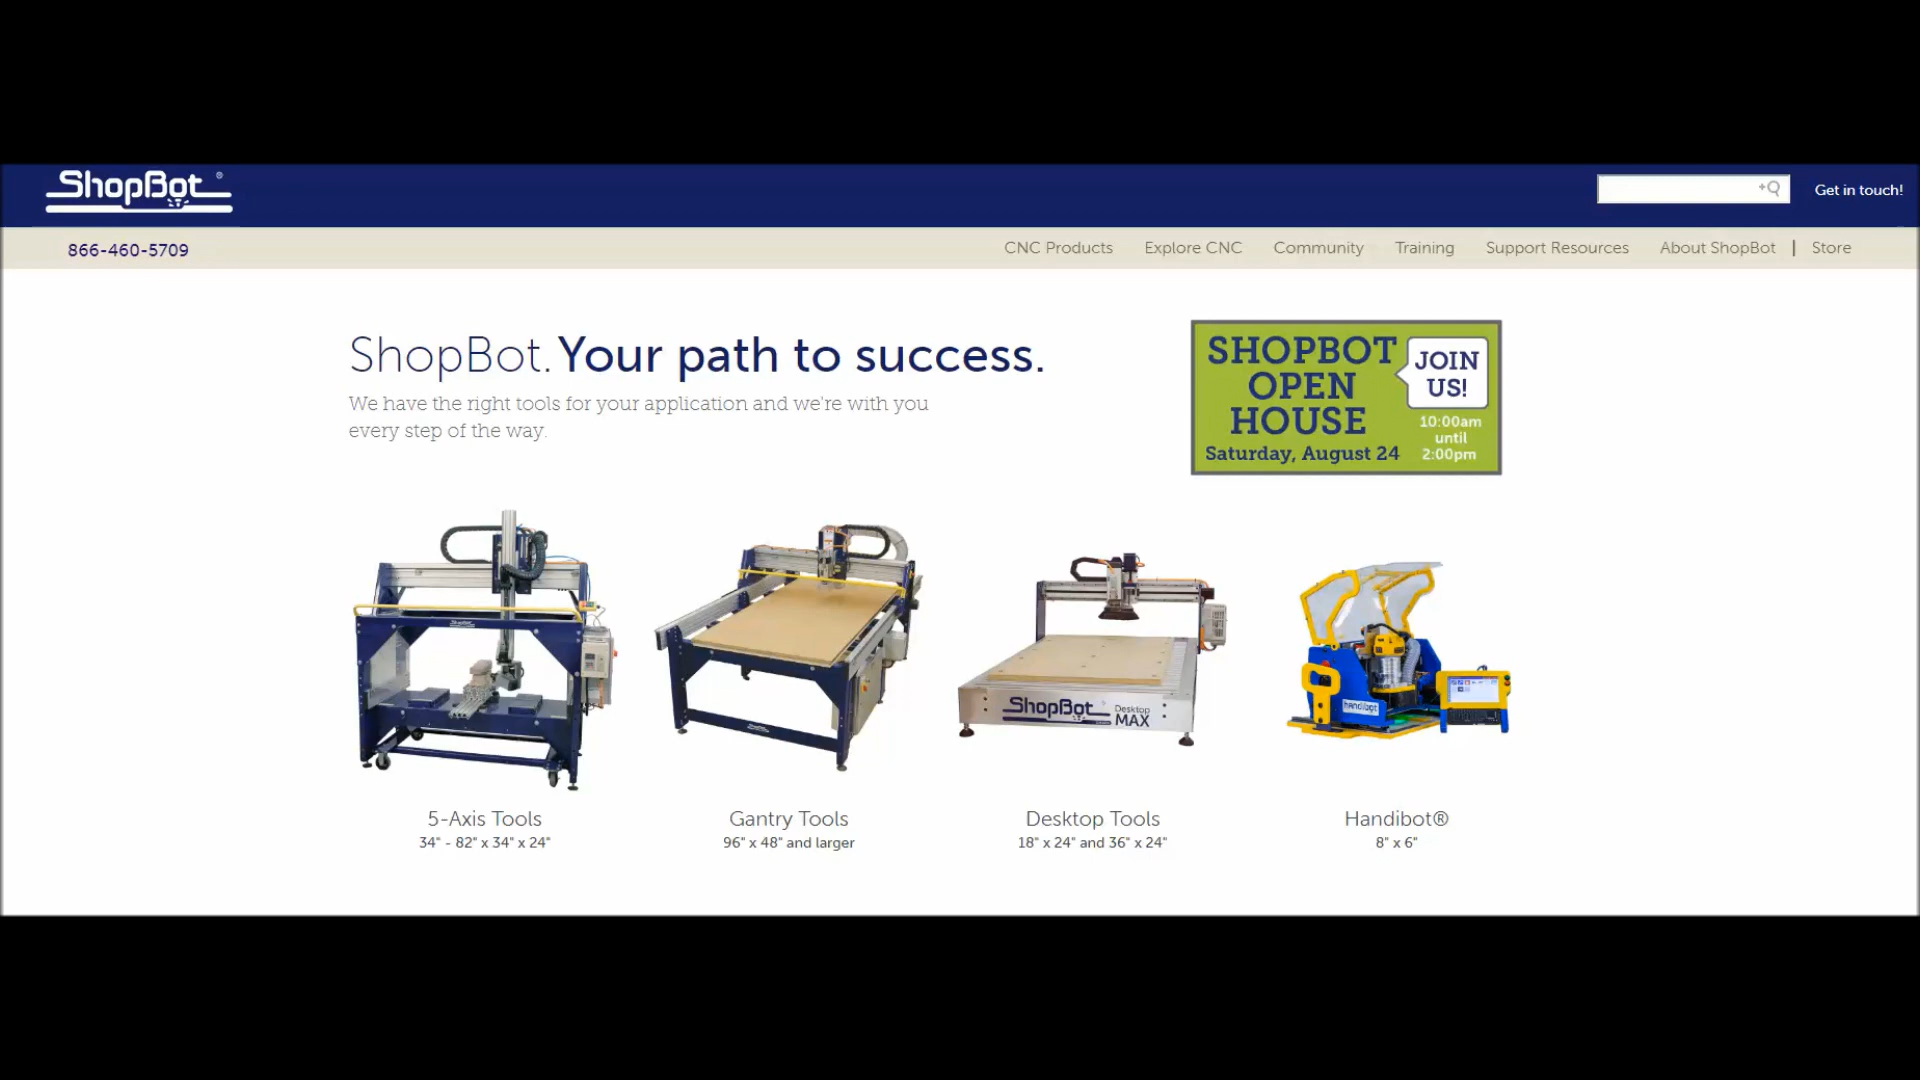 ShopBot®
Get in touch!
866-460-5709
CNC Products Explore CNC Community Training Support Resources About ShopBot | Store
ShopBot. Your path to success.
We have the right tools for your application and we're with you
every step of the way.
SHOPBOT
OPEN
HOUSE
Saturday, August 24
JOIN
US!
10:00am
until
2:00pm
ShopBot
Desktop
MAX
handibot
5-Axis Tools
34" - 82" x 34" x 24"
Gantry Tools
96" x 48" and larger
Desktop Tools
18" x 24" and 36" x 24"
Handibot®
8" x 6"